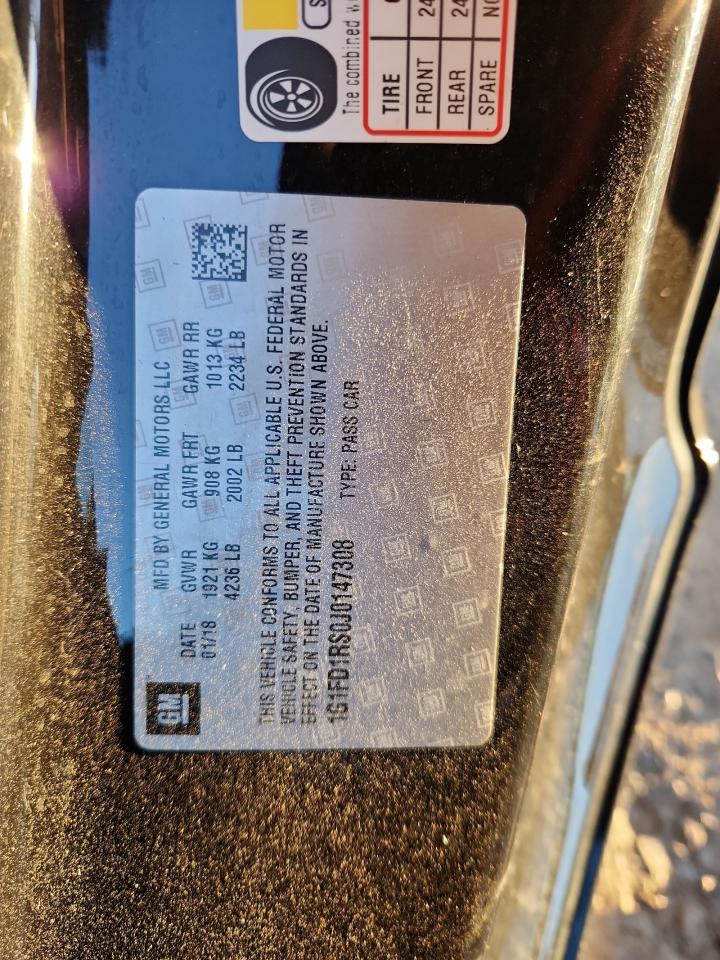 GM
MFD BY GENERAL MOTORS LLC
DATE GVWR GAWR FRT GAWR RR
01/18 1921 KG 908 KG 1013 KG
4236 LB 2002 LB 2234 LB
THIS VEHICLE CONFORMS TO ALL APPLICABLE U.S. FEDERAL MOTOR
VEHICLE SAFETY, BUMPER, AND THEFT PREVENTION STANDARDS IN
EFFECT ON THE DATE OF MANUFACTURE SHOWN ABOVE.
1G1FD1RS0J0147308 TYPE: PASS CAR
The combined
TIRE
FRONT 24
REAR 24
SPARE